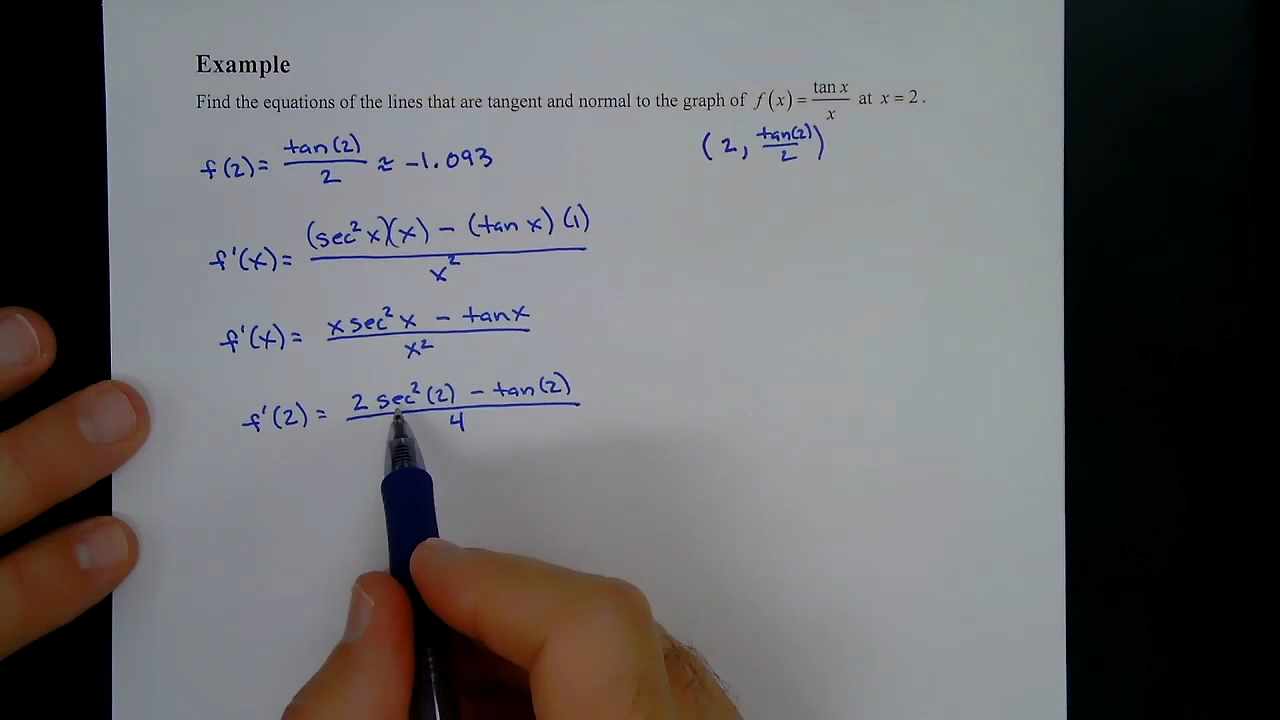 Example
Find the equations of the lines that are tangent and normal to the graph of f(x) = tan x / x at x = 2.
f(2) = tan(2) / 2 ≈ -1.093
(2, tan(2) / 2)
f'(x) = (sec² x)(x) - (tan x)(1) / x²
f'(x) = x sec² x - tan x / x²
f'(2) = 2 sec² (2) - tan(2) / 4